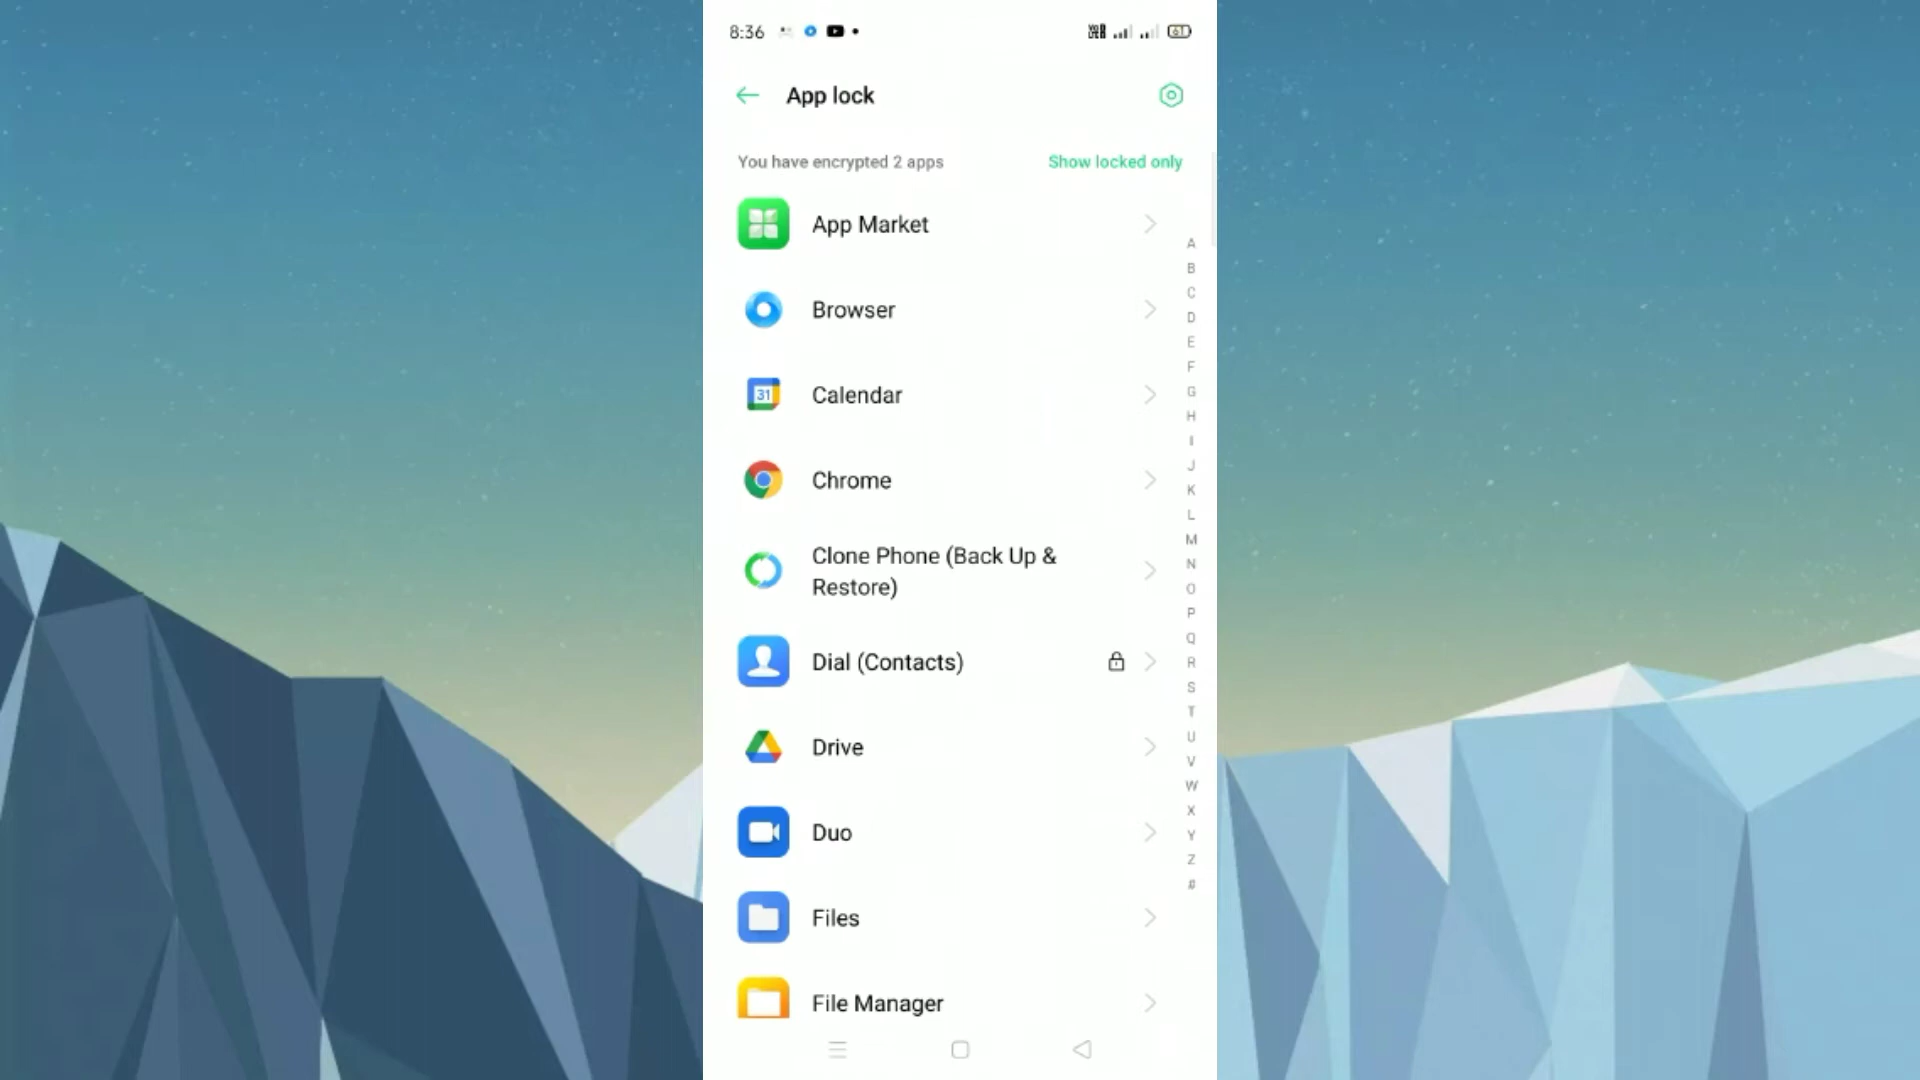 8:36
App lock
You have encrypted 2 apps
Show locked only
App Market
Browser
31
Calendar
Chrome
Clone Phone (Back Up &
Restore)
Dial (Contacts)
Drive
Duo
Files
File Manager
A
B
C
D
E
F
G
H
I
J
K
L
M
N
O
P
Q
R
S
T
U
V
W
X
Y
Z
#